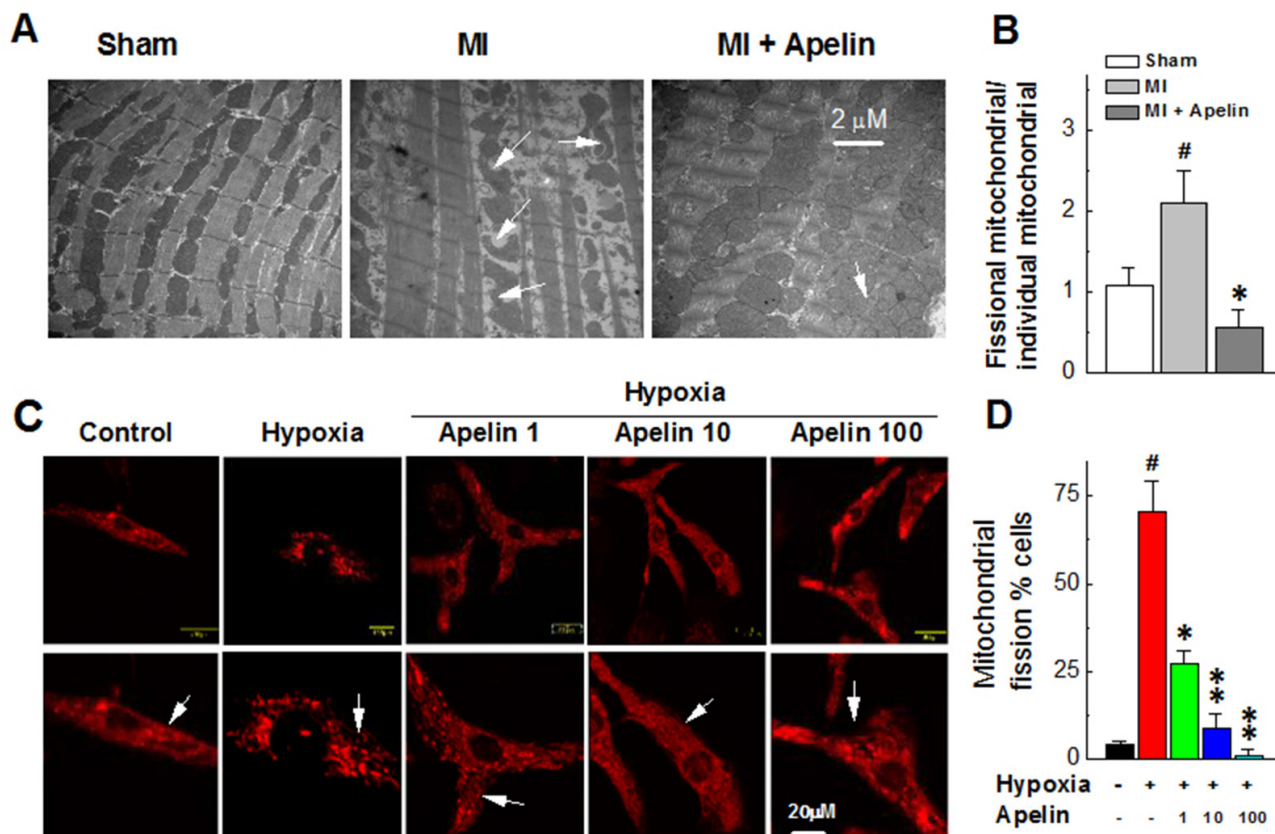 A
Sham
MI
MI + Apelin
2 μM
B
Sham
MI
MI + Apelin
Fissional mitochondrial/
individual mitochondrial
3
2
1
0
#
*
C
Hypoxia
Control
Hypoxia
Apelin 1
Apelin 10
Apelin 100
20μM
D
Mitochondrial
fission % cells
75
50
25
0
#
*
**
**
Hypoxia - + + + +
Apelin - - 1 10 100